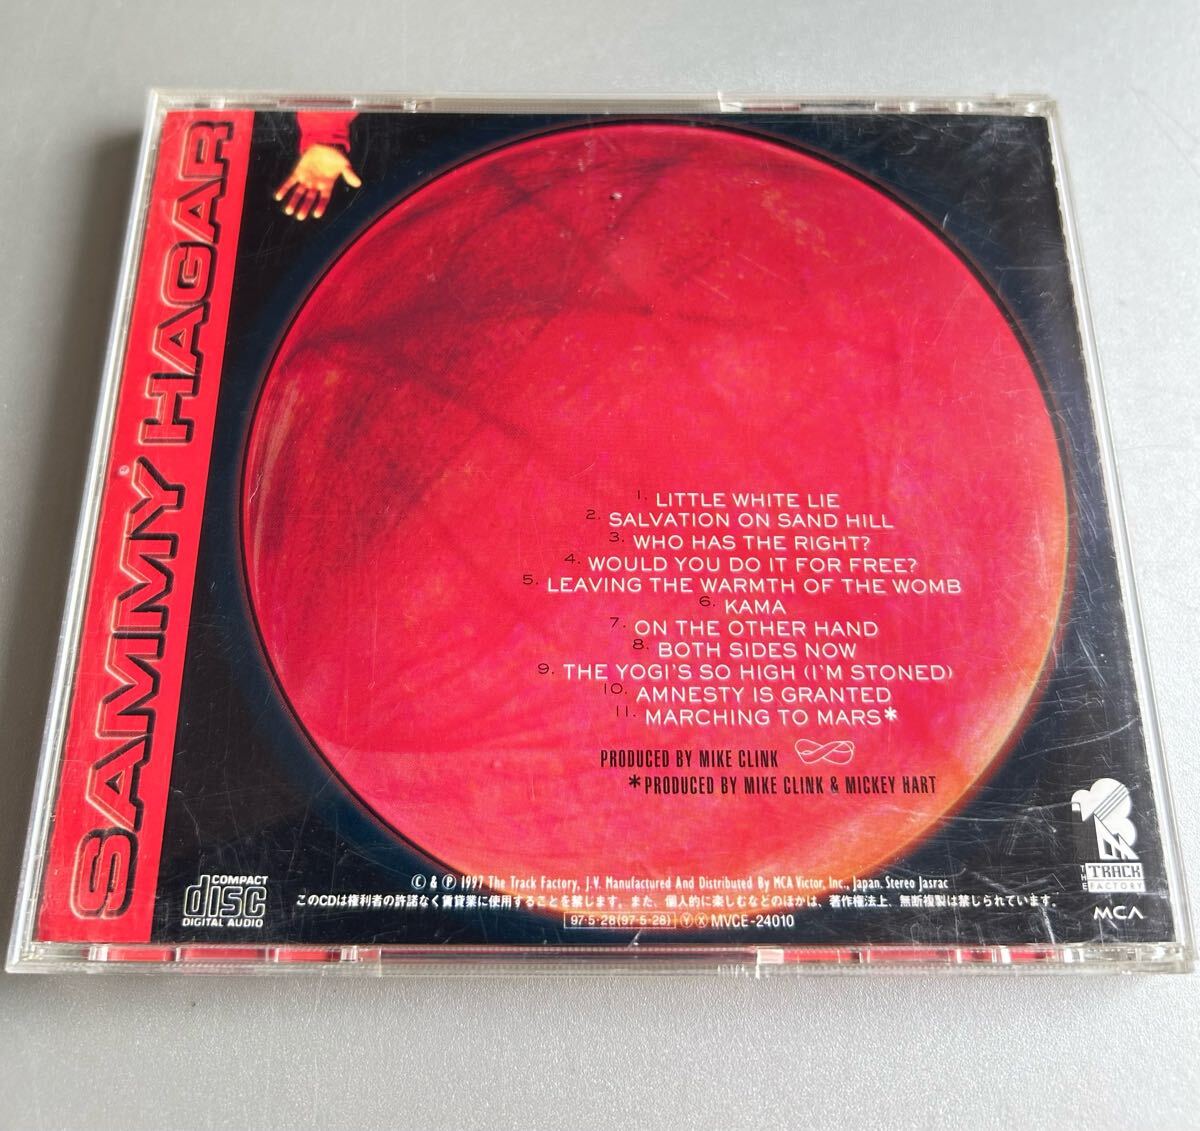 SAMMY HAGAR
®
1. LITTLE WHITE LIE
2. SALVATION ON SAND HILL
3. WHO HAS THE RIGHT?
4. WOULD YOU DO IT FOR FREE?
5. LEAVING THE WARMTH OF THE WOMB
6. KAMA
7. ON THE OTHER HAND
8. BOTH SIDES NOW
9. THE YOGI'S SO HIGH (I'M STONED)
10. AMNESTY IS GRANTED
11. MARCHING TO MARS*
PRODUCED BY MIKE CLINK
*PRODUCED BY MIKE CLINK & MICKEY HART
THE
TRACK
FACTORY
COMPACT
disc
DIGITAL AUDIO
© & ℗ 1997 The Track Factory, J.V. Manufactured And Distributed By MCA Victor, Inc., Japan. Stereo Jasrac
このCDは権利者の許諾なく賃貸業に使用することを禁じます。また、個人的に楽しむなどのほかは、著作権法上、無断複製は禁じられています。
97·5·28(97·5·28) Ⓨ Ⓧ MVCE-24010
MCA